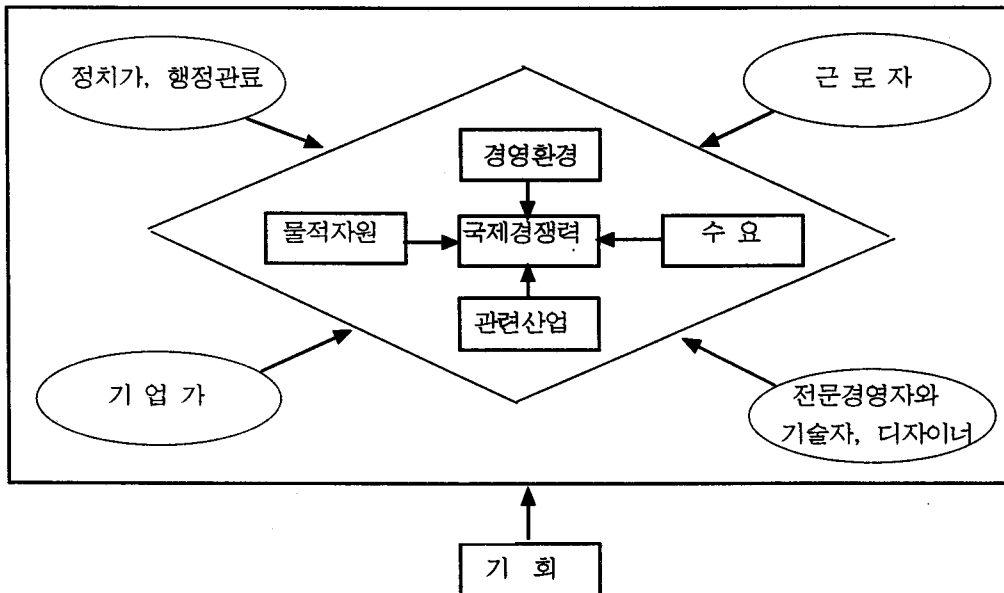 정치가, 행정관료
근 로 자
경영환경
물적자원
국제경쟁력
수 요
관련산업
기 업 가
전문경영자와
기술자, 디자이너
기 회